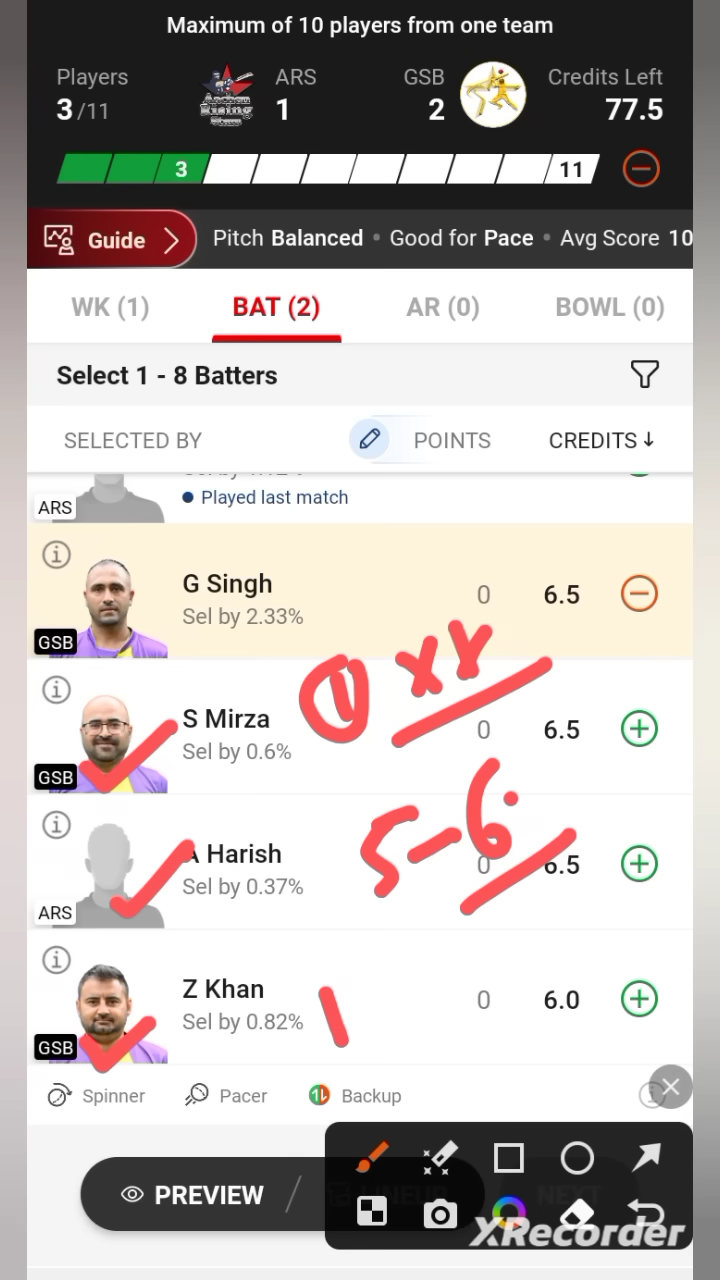 Maximum of 10 players from one team
Players ARS GSB Credits Left
3/11 1 2 77.5
3 11
Guide Pitch Balanced • Good for Pace • Avg Score 10
WK (1) BAT (2) AR (0) BOWL (0)
Select 1 - 8 Batters
SELECTED BY POINTS CREDITS↓
ARS • Played last match
G Singh 0 6.5
Sel by 2.33%
GSB
① XX
S Mirza 0 6.5
Sel by 0.6%
GSB
5-6
A Harish 0 6.5
Sel by 0.37%
ARS
Z Khan 0 6.0
Sel by 0.82%
GSB
Spinner Pacer Backup
PREVIEW
XRecorder